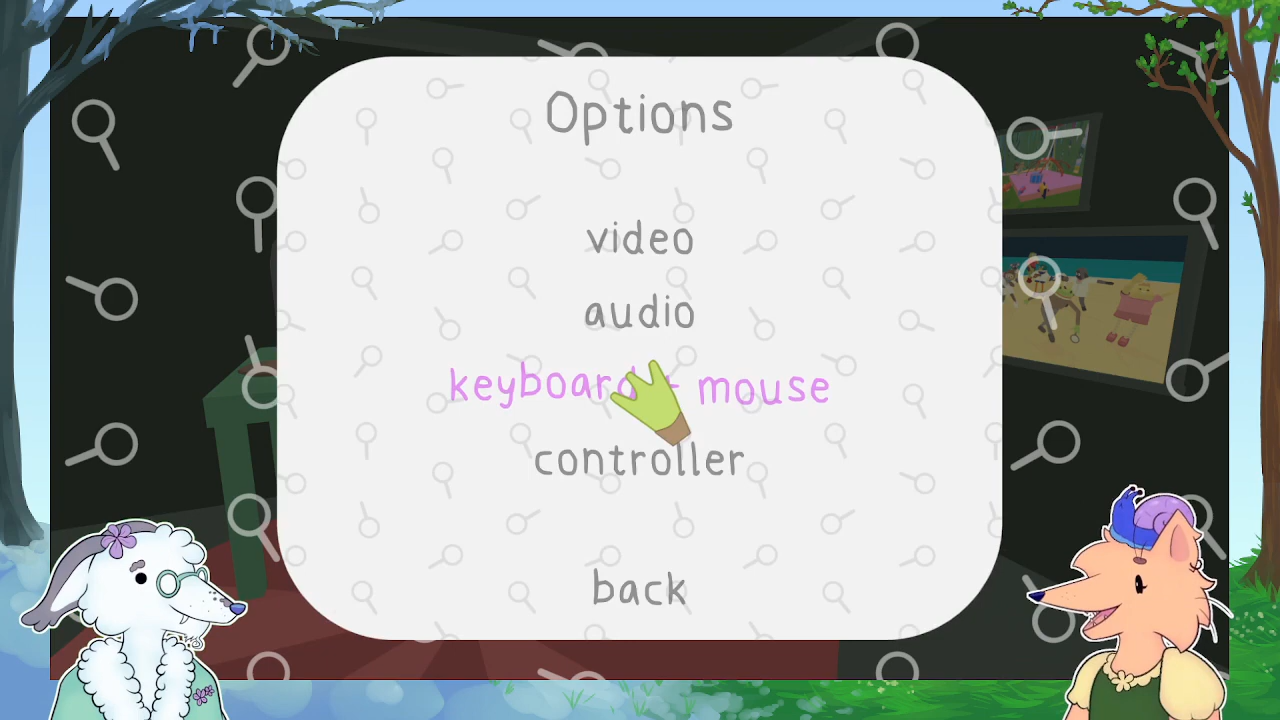 Options
video
audio
keyboard + mouse
controller
back